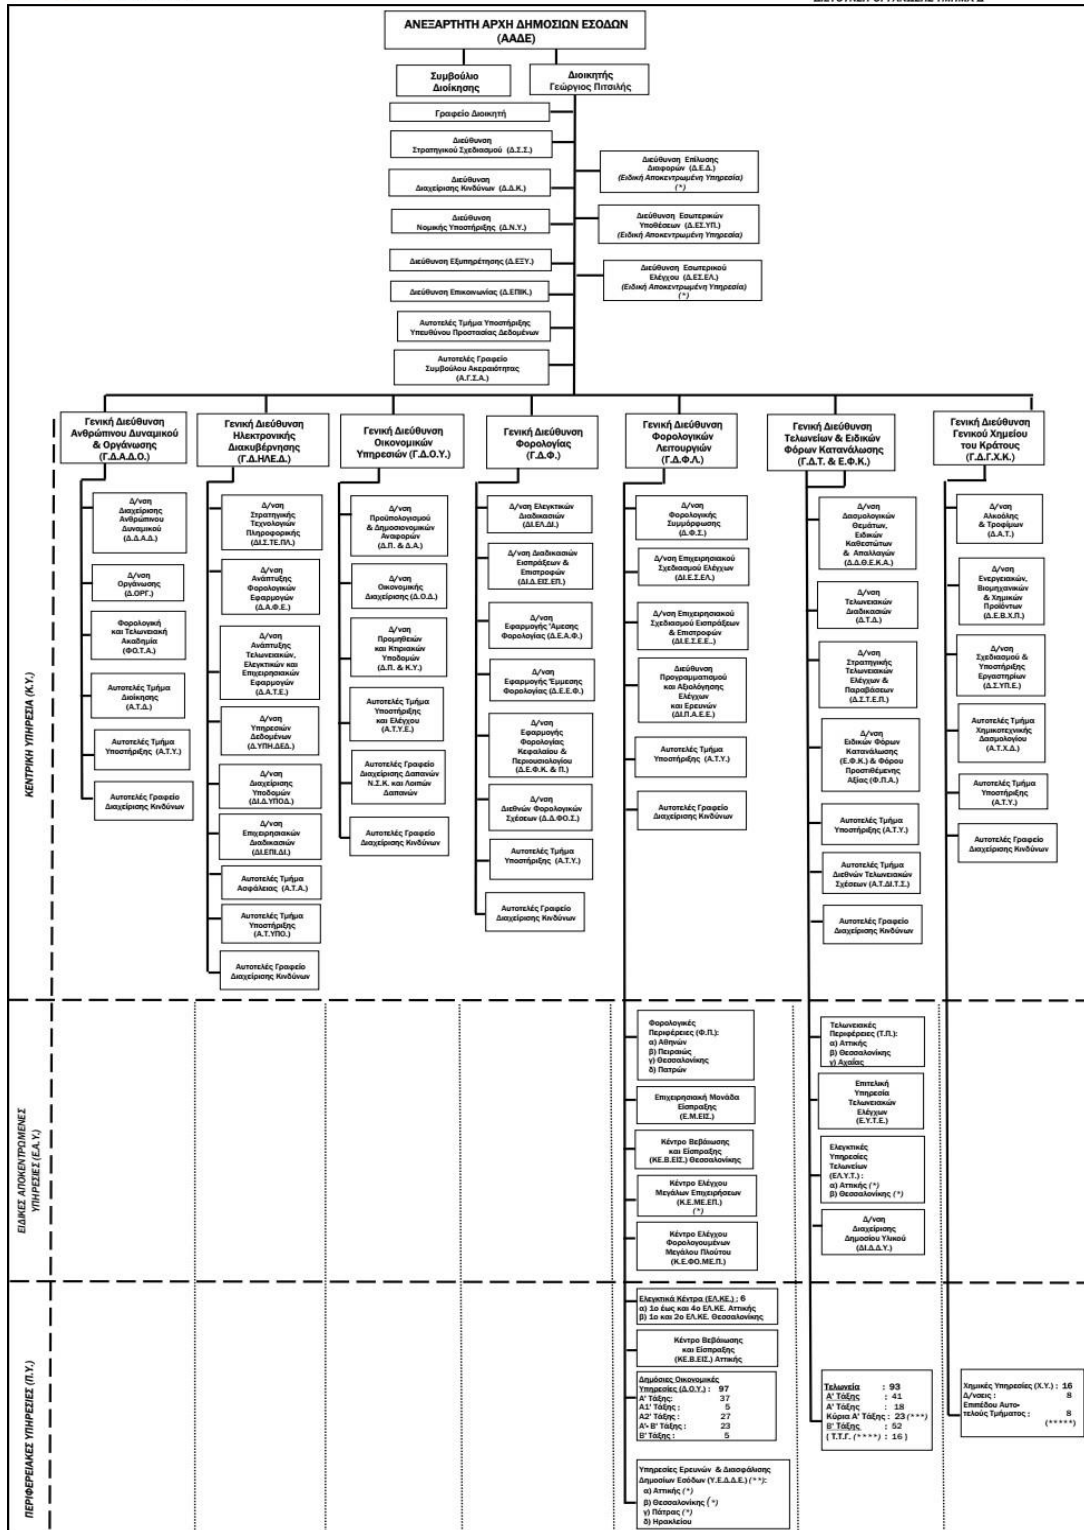 ΑΝΕΞΑΡΤΗΤΗ ΑΡΧΗ ΔΗΜΟΣΙΩΝ ΕΣΟΔΩΝ
(ΑΑΔΕ)
Συμβούλιο
Διοίκησης
Διοικητής
Γεώργιος Πιτσιλής
Γραφείο Διοικητή
Διεύθυνση
Στρατηγικού Σχεδιασμού (Δ.Σ.Σ.)
Διεύθυνση
Διαχείρισης Κινδύνων (Δ.Δ.Κ.)
Διεύθυνση
Νομικής Υποστήριξης (Δ.Ν.Υ.)
Διεύθυνση Εξυπηρέτησης (Δ.ΕΞΥ.)
Διεύθυνση Επικοινωνίας (Δ.ΕΠΙΚ.)
Αυτοτελές Τμήμα Υποστήριξης
Υπευθύνου Προστασίας Δεδομένων
Αυτοτελές Γραφείο
Συμβούλου Ακεραιότητας
(Α.Γ.Σ.Α.)
Διεύθυνση Επίλυσης
Διαφορών (Δ.Ε.Δ.)
(Ειδική Αποκεντρωμένη Υπηρεσία)
(*)
Διεύθυνση Εσωτερικών
Υποθέσεων (Δ.ΕΣ.ΥΠ.)
(Ειδική Αποκεντρωμένη Υπηρεσία)
Διεύθυνση Εσωτερικού
Ελέγχου (Δ.ΕΣ.ΕΛ.)
(Ειδική Αποκεντρωμένη Υπηρεσία)
(*)
ΚΕΝΤΡΙΚΗ ΥΠΗΡΕΣΙΑ (Κ.Υ.)
Γενική Διεύθυνση
Ανθρώπινου Δυναμικού
& Οργάνωσης
(Γ.Δ.Α.Δ.Ο.)
Δ/νση
Διαχείρισης
Ανθρώπινου
Δυναμικού
(Δ.Δ.Α.Δ.)
Δ/νση
Οργάνωσης
(Δ.ΟΡΓ.)
Φορολογική
και Τελωνειακή
Ακαδημία
(ΦΟ.Τ.Α.)
Αυτοτελές Τμήμα
Διοίκησης
(Α.Τ.Δ.)
Αυτοτελές Τμήμα
Υποστήριξης (Α.Τ.Υ.)
Αυτοτελές Γραφείο
Διαχείρισης Κινδύνων
Γενική Διεύθυνση
Ηλεκτρονικής
Διακυβέρνησης
(Γ.Δ.ΗΛΕ.Δ.)
Δ/νση
Στρατηγικής
Τεχνολογιών
Πληροφορικής
(ΔΙ.Σ.ΤΕ.ΠΛ.)
Δ/νση
Ανάπτυξης
Φορολογικών
Εφαρμογών
(Δ.Α.Φ.Ε.)
Δ/νση
Ανάπτυξης
Τελωνειακών,
Ελεγκτικών και
Επιχειρησιακών
Εφαρμογών
(Δ.Α.Τ.Ε.)
Δ/νση
Υπηρεσιών
Δεδομένων
(Δ.ΥΠΗ.ΔΕΔ.)
Δ/νση
Διαχείρισης
Υποδομών
(ΔΙ.Δ.ΥΠΟΔ.)
Δ/νση
Επιχειρησιακών
Διαδικασιών
(ΔΙ.ΕΠΙ.ΔΙ.)
Αυτοτελές Τμήμα
Ασφάλειας (Α.Τ.Α.)
Αυτοτελές Τμήμα
Υποστήριξης
(Α.Τ.ΥΠΟ.)
Αυτοτελές Γραφείο
Διαχείρισης Κινδύνων
Γενική Διεύθυνση
Οικονομικών
Υπηρεσιών (Γ.Δ.Ο.Υ.)
Δ/νση
Προϋπολογισμού
& Δημοσιονομικών
Αναφορών
(Δ.Π. & Δ.Α.)
Δ/νση
Οικονομικής
Διαχείρισης (Δ.Ο.Δ.)
Δ/νση
Προμηθειών
και Κτιριακών
Υποδομών
(Δ.Π. & Κ.Υ.)
Αυτοτελές Τμήμα
Υποστήριξης
και Ελέγχου
(Α.Τ.Υ.Ε.)
Αυτοτελές Γραφείο
Διαχείρισης Δαπανών
Ν.Σ.Κ. και Λοιπών
Δαπανών
Αυτοτελές Γραφείο
Διαχείρισης Κινδύνων
Γενική Διεύθυνση
Φορολογίας
(Γ.Δ.Φ.)
Δ/νση Ελεγκτικών
Διαδικασιών
(ΔΙ.ΕΛ.ΔΙ.)
Δ/νση Διαδικασιών
Εισπράξεων &
Επιστροφών
(ΔΙ.Δ.ΕΙΣ.ΕΠ.)
Δ/νση
Εφαρμογής Άμεσης
Φορολογίας (Δ.Ε.Α.Φ.)
Δ/νση
Εφαρμογής Έμμεσης
Φορολογίας (Δ.Ε.Ε.Φ.)
Δ/νση
Εφαρμογής
Φορολογίας
Κεφαλαίου &
Περιουσιολογίου
(Δ.Ε.Φ.Κ. & Π.)
Δ/νση
Διεθνών Φορολογικών
Σχέσεων (Δ.Δ.ΦΟ.Σ.)
Αυτοτελές Τμήμα
Υποστήριξης (Α.Τ.Υ.)
Αυτοτελές Γραφείο
Διαχείρισης Κινδύνων
Γενική Διεύθυνση
Φορολογικών
Λειτουργιών
(Γ.Δ.Φ.Λ.)
Δ/νση
Φορολογικής
Συμμόρφωσης
(Δ.Φ.Σ.)
Δ/νση Επιχειρησιακού
Σχεδιασμού Ελέγχων
(ΔΙ.Ε.Σ.ΕΛ.)
Δ/νση Επιχειρησιακού
Σχεδιασμού Εισπράξεων
& Επιστροφών
(ΔΙ.Ε.Σ.Ε.Ε..)
Διεύθυνση
Προγραμματισμού
και Αξιολόγησης
Ελέγχων
και Ερευνών
(ΔΙ.Π.Α.Ε.Ε.)
Αυτοτελές Τμήμα
Υποστήριξης (Α.Τ.Υ.)
Αυτοτελές Γραφείο
Διαχείρισης Κινδύνων
Γενική Διεύθυνση
Τελωνείων & Ειδικών
Φόρων Κατανάλωσης
(Γ.Δ.Τ. & Ε.Φ.Κ.)
Δ/νση
Δασμολογικών
Θεμάτων,
Ειδικών
Καθεστώτων
& Απαλλαγών
(Δ.Δ.Θ.Ε.Κ.Α.)
Δ/νση
Τελωνειακών
Διαδικασιών
(Δ.Τ.Δ.)
Δ/νση
Στρατηγικής
Τελωνειακών
Ελέγχων &
Παραβάσεων
(Δ.Σ.Τ.Ε.Π.)
Δ/νση
Ειδικών Φόρων
Κατανάλωσης
(Ε.Φ.Κ.) & Φόρου
Προστιθέμενης
Αξίας (Φ.Π.Α.)
Αυτοτελές Τμήμα
Υποστήριξης (Α.Τ.Υ.)
Αυτοτελές Τμήμα
Διεθνών Τελωνειακών
Σχέσεων (Α.Τ.ΔΙ.Τ.Σ.)
Αυτοτελές Γραφείο
Διαχείρισης Κινδύνων
Γενική Διεύθυνση
Γενικού Χημείου
του Κράτους
(Γ.Δ.Γ.Χ.Κ.)
Δ/νση
Αλκοόλης
& Τροφίμων
(Δ.Α.Τ.)
Δ/νση
Ενεργειακών,
Βιομηχανικών
& Χημικών
Προϊόντων
(Δ.Ε.Β.Χ.Π.)
Δ/νση
Σχεδιασμού &
Υποστήριξης
Εργαστηρίων
(Δ.Σ.ΥΠ.Ε.)
Αυτοτελές Τμήμα
Χημικοτεχνικής
Δασμολογίου
(Α.Τ.Χ.Δ.)
Αυτοτελές Τμήμα
Υποστήριξης
(Α.Τ.Υ.)
Αυτοτελές Γραφείο
Διαχείρισης Κινδύνων
ΕΙΔΙΚΕΣ ΑΠΟΚΕΝΤΡΩΜΕΝΕΣ
ΥΠΗΡΕΣΙΕΣ (Ε.Α.Υ.)
Φορολογικές
Περιφέρειες (Φ.Π.):
α) Αθηνών
β) Πειραιώς
γ) Θεσσαλονίκης
δ) Πατρών
Επιχειρησιακή Μονάδα
Είσπραξης
(Ε.Μ.ΕΙΣ.)
Κέντρο Βεβαίωσης
και Είσπραξης
(ΚΕ.Β.ΕΙΣ.) Θεσσαλονίκης
Κέντρο Ελέγχου
Μεγάλων Επιχειρήσεων
(Κ.Ε.ΜΕ.ΕΠ.)
(*)
Κέντρο Ελέγχου
Φορολογουμένων
Μεγάλου Πλούτου
(Κ.Ε.ΦΟ.ΜΕ.Π.)
Τελωνειακές
Περιφέρειες (Τ.Π.):
α) Αττικής
β) Θεσσαλονίκης
γ) Αχαΐας
Επιτελική
Υπηρεσία
Τελωνειακών
Ελέγχων
(Ε.Υ.Τ.Ε.)
Ελεγκτικές
Υπηρεσίες
Τελωνείων
(ΕΛ.Υ.Τ.) :
α) Αττικής (*)
β) Θεσσαλονίκης (*)
Δ/νση
Διαχείρισης
Δημοσίου Υλικού
(ΔΙ.Δ.Δ.Υ.)
ΠΕΡΙΦΕΡΕΙΑΚΕΣ ΥΠΗΡΕΣΙΕΣ (Π.Υ.)
Ελεγκτικά Κέντρα (ΕΛ.ΚΕ.) : 6
α) 1ο έως και 4ο ΕΛ.ΚΕ. Αττικής
β) 1ο και 2ο ΕΛ.ΚΕ. Θεσσαλονίκης
Κέντρο Βεβαίωσης
και Είσπραξης
(ΚΕ.Β.ΕΙΣ.) Αττικής
Δημόσιες Οικονομικές
Υπηρεσίες (Δ.Ο.Υ.) : 97
Α' Τάξης: 37
Α1' Τάξης : 5
Α2' Τάξης : 27
Α'- Β' Τάξης : 23
Β' Τάξης : 5
Υπηρεσίες Ερευνών & Διασφάλισης
Δημοσίων Εσόδων (Υ.Ε.Δ.Δ.Ε.) (**):
α) Αττικής (*)
β) Θεσσαλονίκης (*)
γ) Πάτρας (*)
δ) Ηρακλείου
Τελωνεία : 93
Α' Τάξης : 41
Α' Τάξης : 18
Κύρια Α' Τάξης : 23 (***)
Β' Τάξης : 52
( Τ.Τ.Γ. (****) : 16 )
Χημικές Υπηρεσίες (Χ.Υ.) : 16
Δ/νσεις : 8
Επιπέδου Αυτο-
τελούς Τμήματος : 8
(*****)